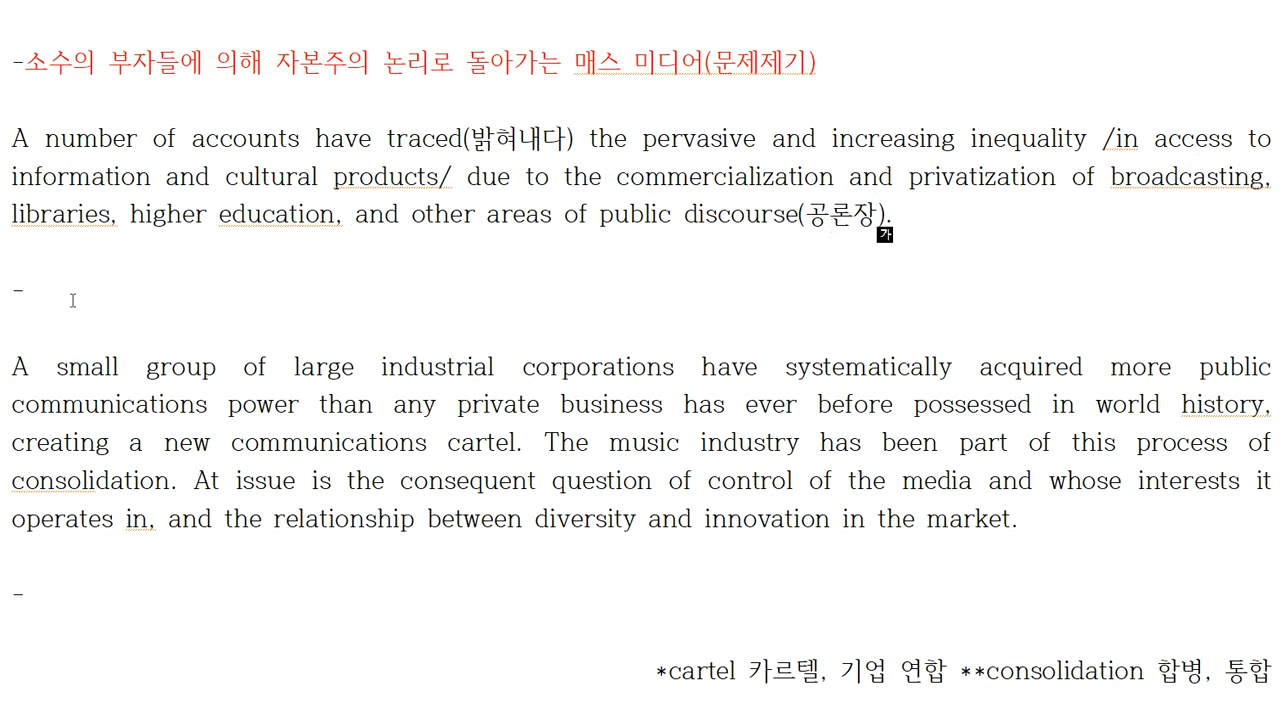 -소수의 부자들에 의해 자본주의 논리로 돌아가는 매스 미디어(문제제기)
A number of accounts have traced(밝혀내다) the pervasive and increasing inequality /in access to
information and cultural products/ due to the commercialization and privatization of broadcasting,
libraries, higher education, and other areas of public discourse(공론장).
가
-
A small group of large industrial corporations have systematically acquired more public
communications power than any private business has ever before possessed in world history,
creating a new communications cartel. The music industry has been part of this process of
consolidation. At issue is the consequent question of control of the media and whose interests it
operates in, and the relationship between diversity and innovation in the market.
-
*cartel 카르텔, 기업 연합 **consolidation 합병, 통합